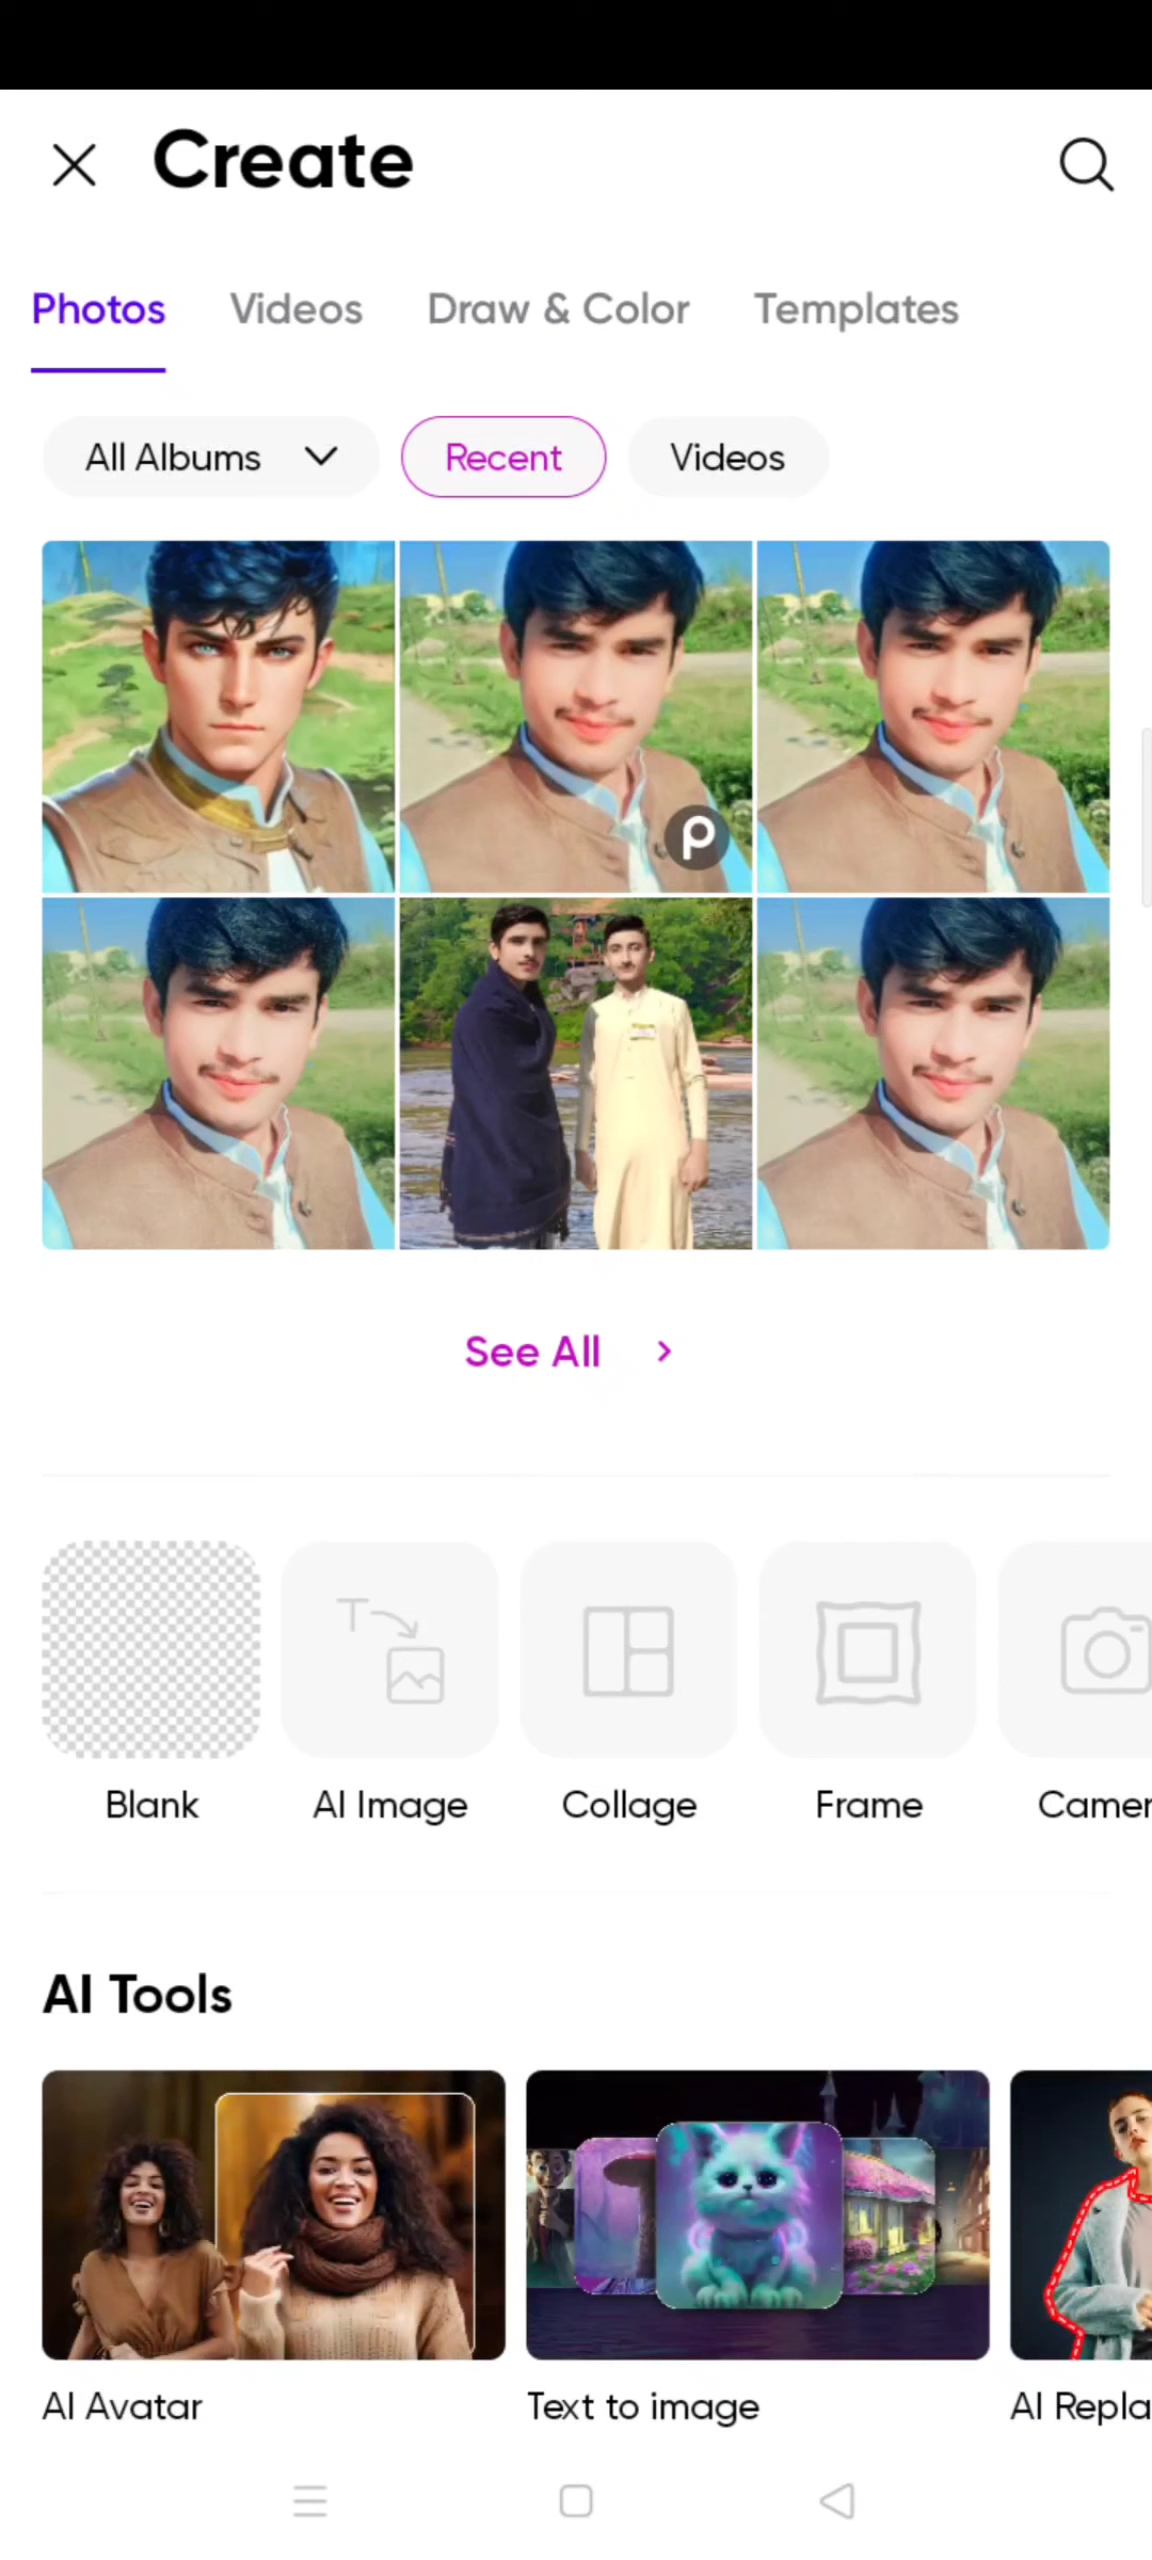 Create
Photos Videos Draw & Color Templates
All Albums Recent Videos
See All
Blank AI Image Collage Frame
AI Tools
AI Avatar Text to image AI